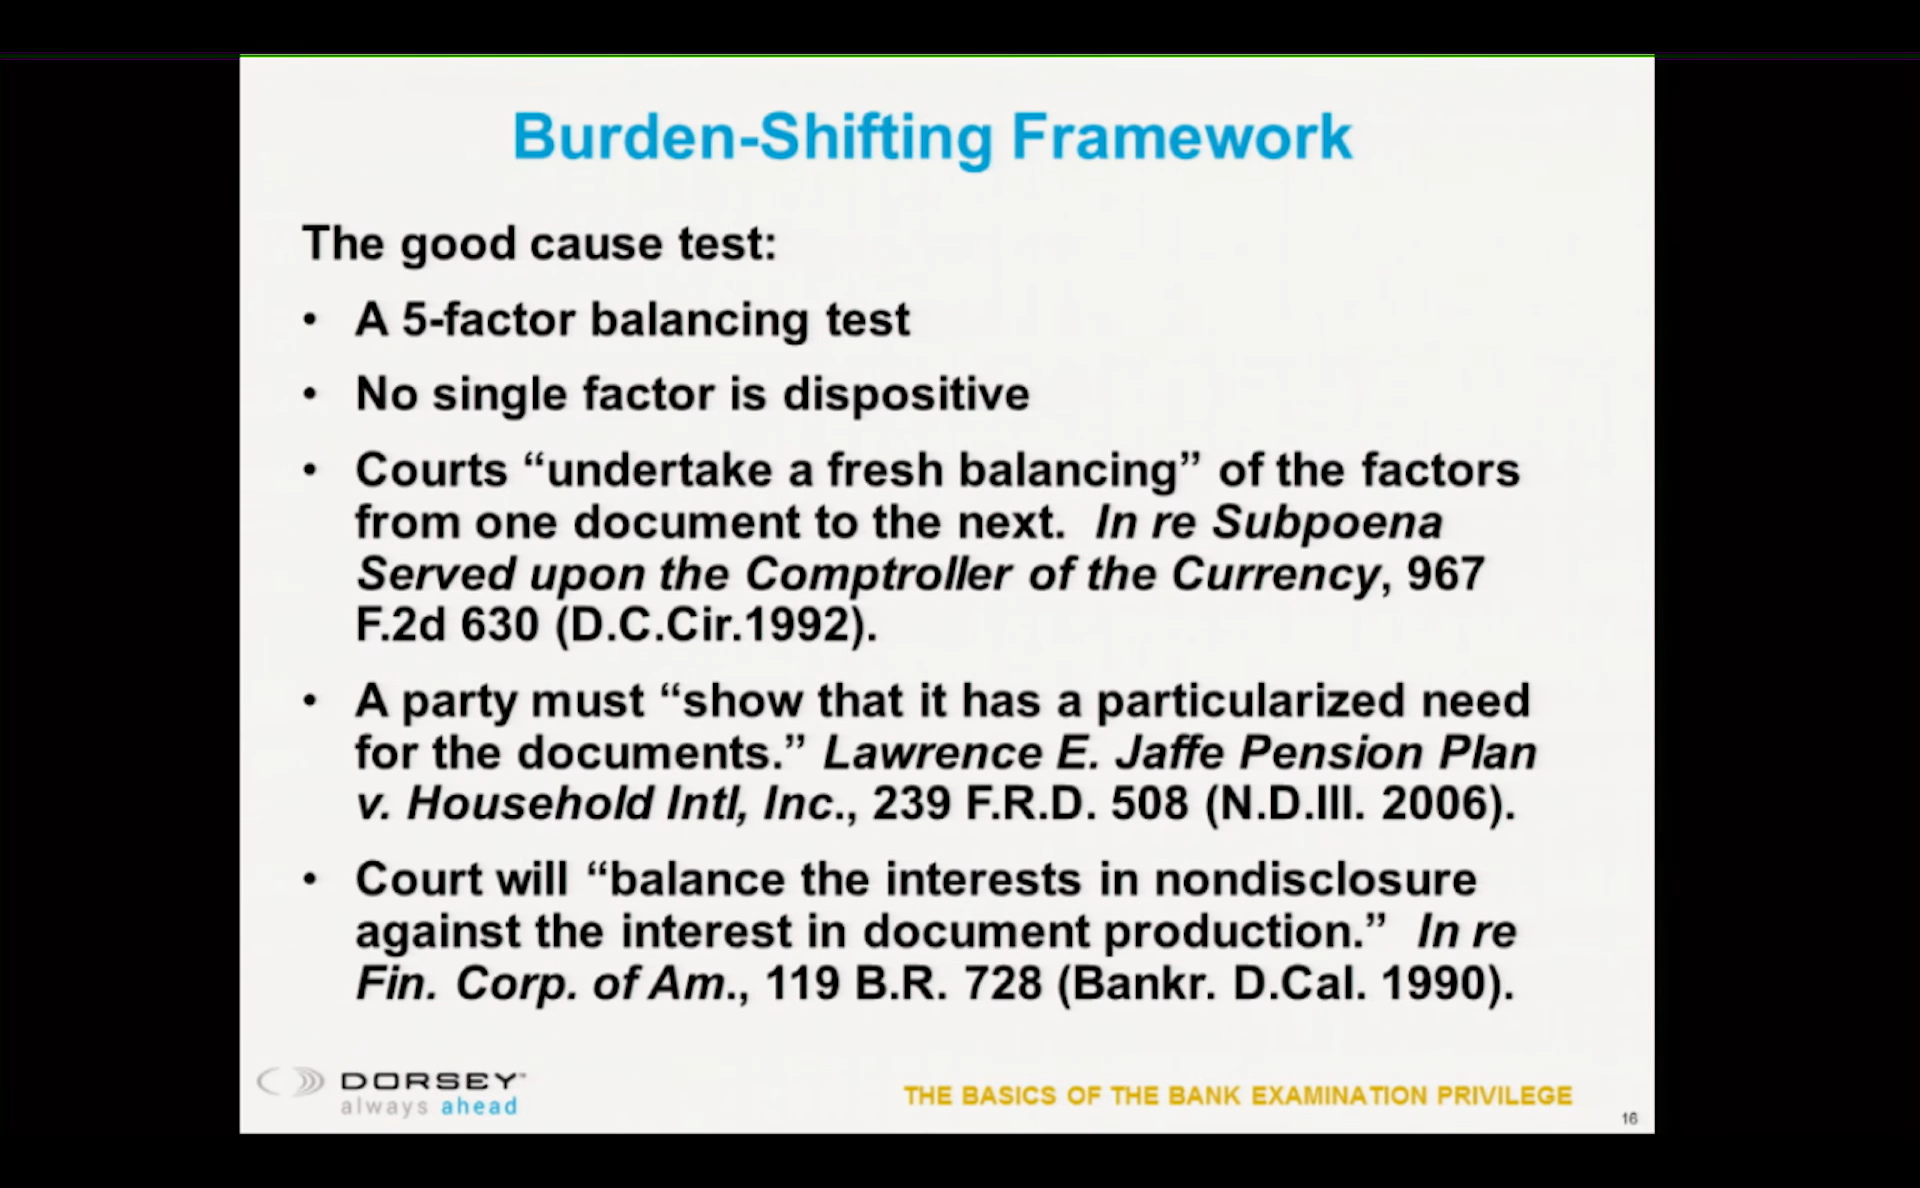 Burden-Shifting Framework
The good cause test:
• A 5-factor balancing test
• No single factor is dispositive
• Courts “undertake a fresh balancing” of the factors
from one document to the next. In re Subpoena
Served upon the Comptroller of the Currency, 967
F.2d 630 (D.C.Cir.1992).
• A party must “show that it has a particularized need
for the documents.” Lawrence E. Jaffe Pension Plan
v. Household Intl, Inc., 239 F.R.D. 508 (N.D.Ill. 2006).
• Court will “balance the interests in nondisclosure
against the interest in document production.” In re
Fin. Corp. of Am., 119 B.R. 728 (Bankr. D.Cal. 1990).
DORSEY™
always ahead
THE BASICS OF THE BANK EXAMINATION PRIVILEGE
16